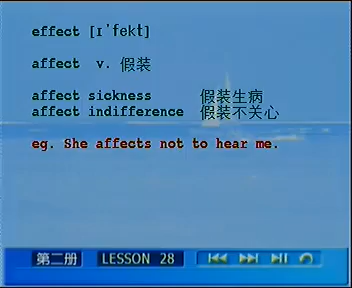 effect [ɪˈfekt]
affect v. 假装
affect sickness 假装生病
affect indifference 假装不关心
eg. She affects not to hear me.
第二册 LESSON 28